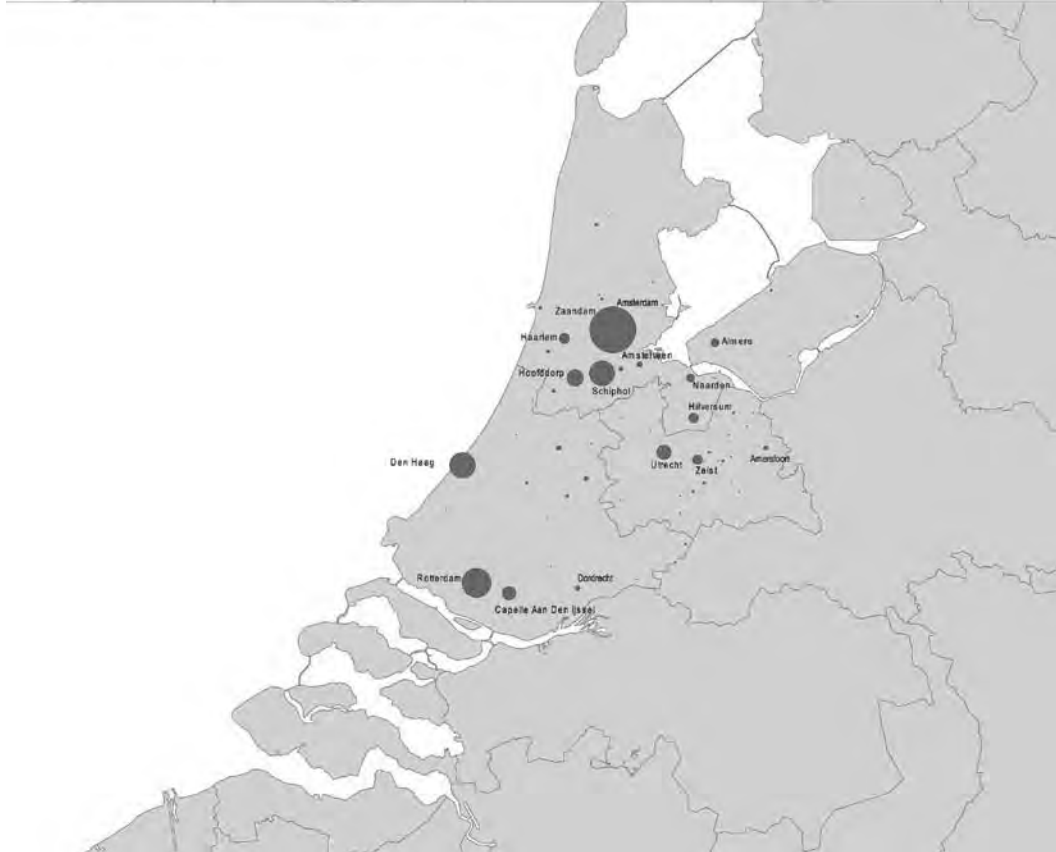 Amsterdam
Zaandam
Haarlem
Almere
Amstelveen
Hoofddorp
Schiphol
Naarden
Hilversum
Den Haag
Utrecht
Zeist
Amersfoort
Rotterdam
Dordrecht
Capelle Aan Den Ijssel